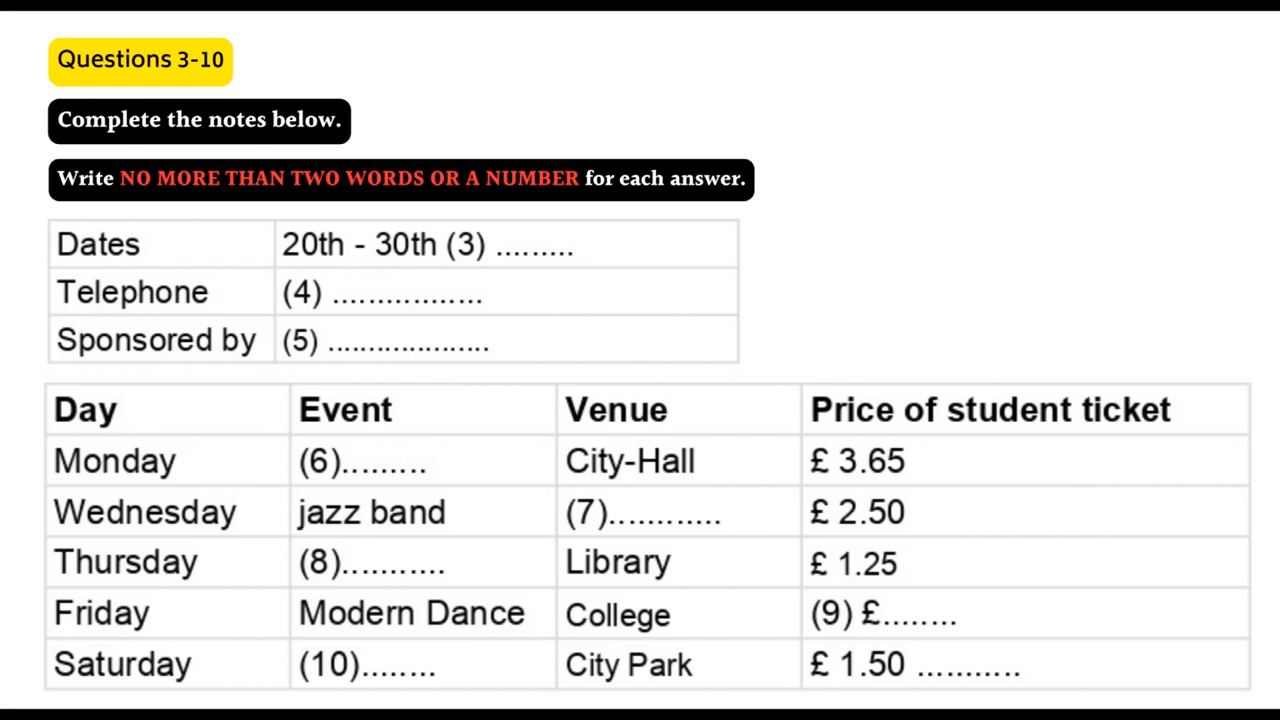 Questions 3-10
Complete the notes below.
Write NO MORE THAN TWO WORDS OR A NUMBER for each answer.
Dates 20th - 30th (3) .........
Telephone (4) .................
Sponsored by (5) ....................
Day Event Venue Price of student ticket
Monday (6)......... City-Hall £ 3.65
Wednesday jazz band (7)............ £ 2.50
Thursday (8)........... Library £ 1.25
Friday Modern Dance College (9) £........
Saturday (10)........ City Park £ 1.50 ...........